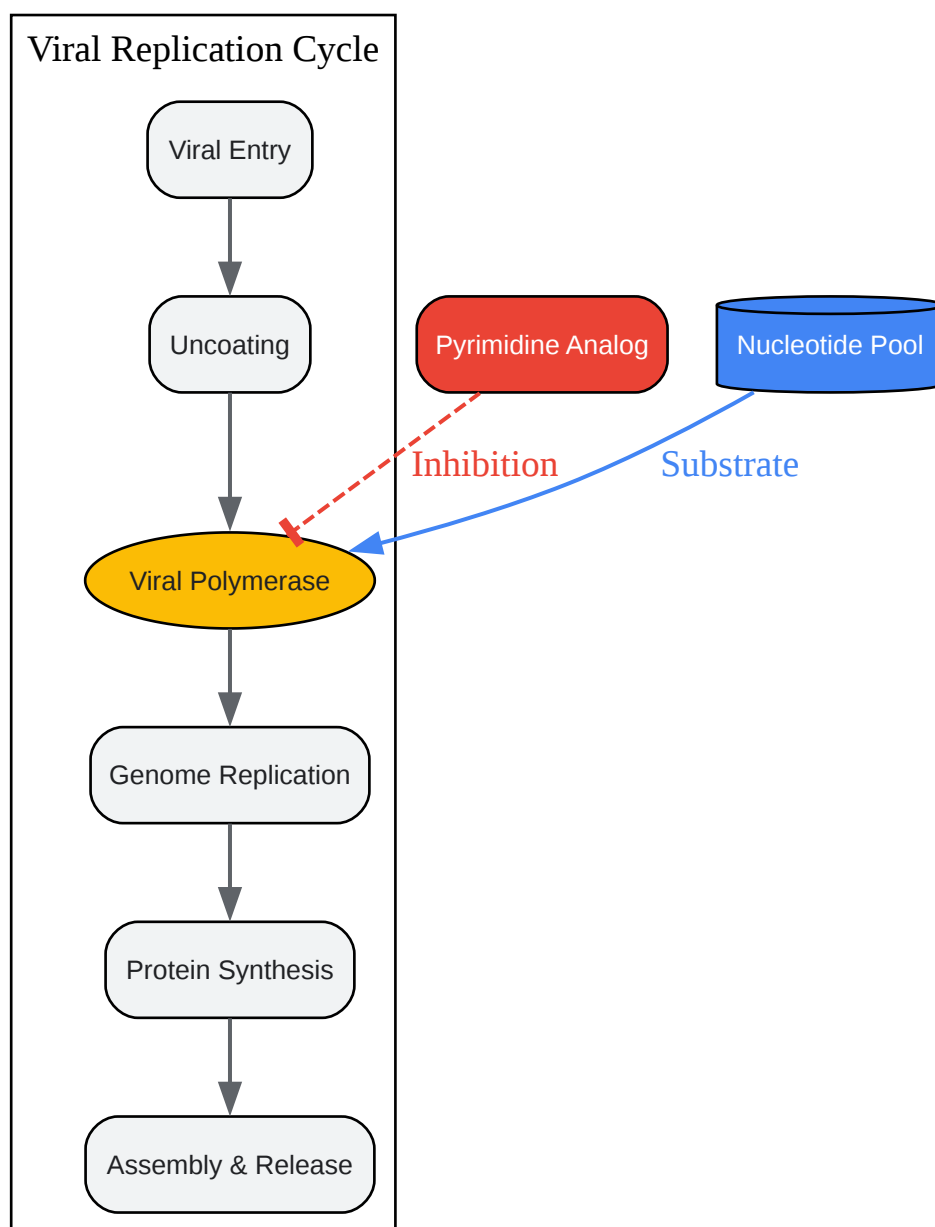 Viral Replication Cycle
Viral Entry
Uncoating
Pyrimidine Analog
Nucleotide Pool
Inhibition
Substrate
Viral Polymerase
Genome Replication
Protein Synthesis
Assembly & Release